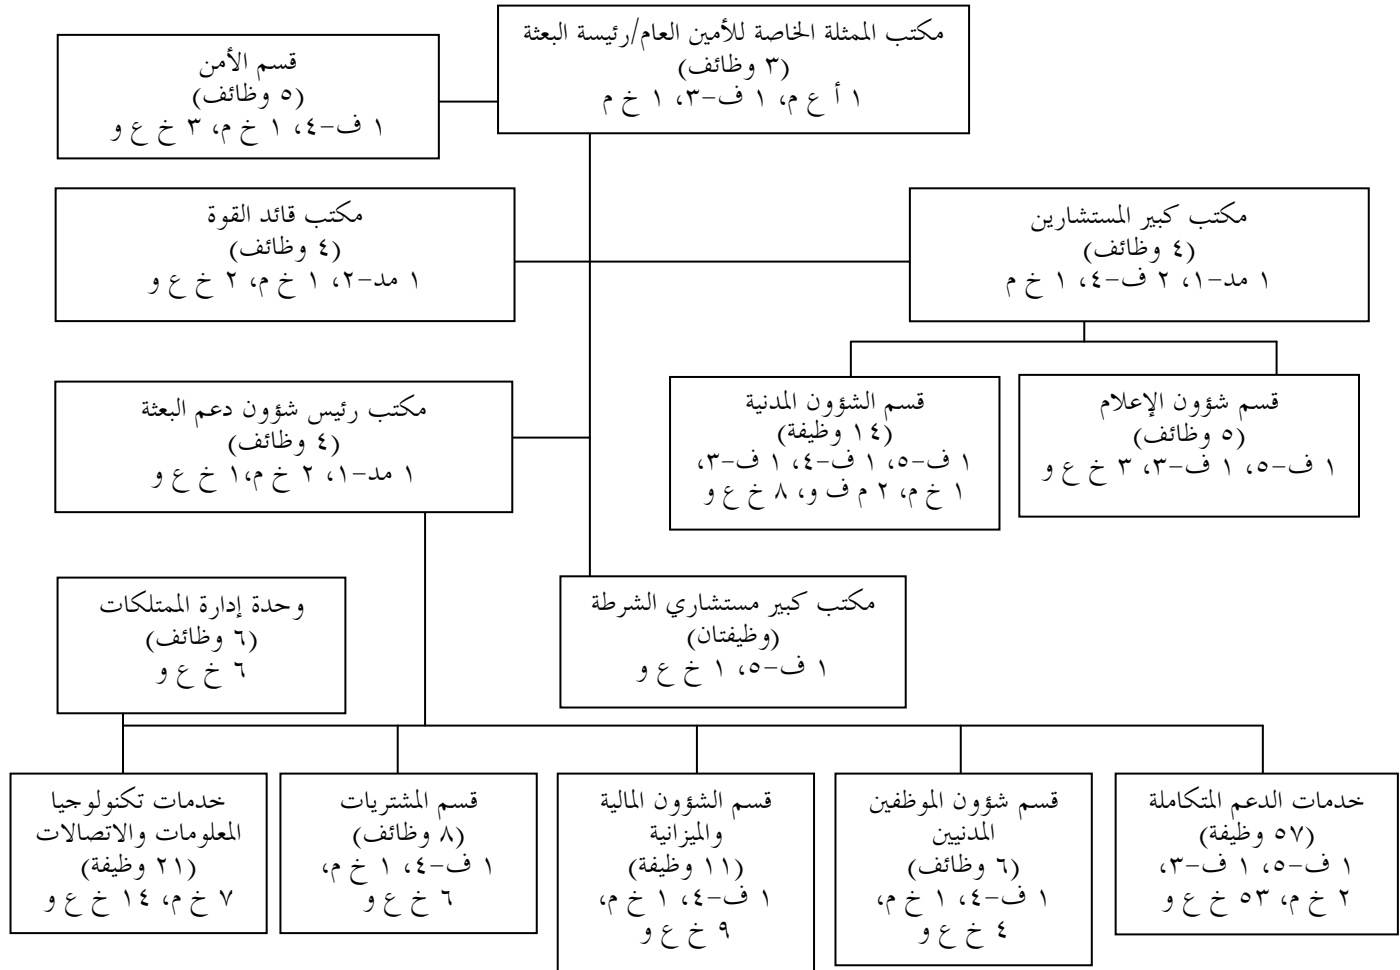 مكتب الممثلة الخاصة للأمين العام/رئيسة البعثة
(٣ وظائف)
١ أ ع م، ١ ف-٣، ١ خ م
قسم الأمن
(٥ وظائف)
١ ف-٤، ١ خ م، ٣ خ ع و
مكتب كبير المستشارين
(٤ وظائف)
١ مد-١، ٢ ف-٤، ١ خ م
مكتب قائد القوة
(٤ وظائف)
١ مد-٢، ١ خ م، ٢ خ ع و
قسم شؤون الإعلام
(٥ وظائف)
١ ف-٥، ١ ف-٣، ٣ خ ع و
قسم الشؤون المدنية
(١٤ وظيفة)
١ ف-٥، ١ ف-٤، ١ ف-٣،
١ خ م، ٢ م ف و، ٨ خ ع و
مكتب رئيس شؤون دعم البعثة
(٤ وظائف)
١ مد-١، ٢ خ م،١ خ ع و
مكتب كبير مستشاري الشرطة
(وظيفتان)
١ ف-٥، ١ خ ع و
وحدة إدارة الممتلكات
(٦ وظائف)
٦ خ ع و
خدمات الدعم المتكاملة
(٥٧ وظيفة)
١ ف-٥، ١ ف-٣،
٢ خ م، ٥٣ خ ع و
قسم شؤون الموظفين
المدنيين
(٦ وظائف)
١ ف-٤، ١ خ م،
٤ خ ع و
قسم الشؤون المالية
والميزانية
(١١ وظيفة)
١ ف-٤، ١ خ م،
٩ خ ع و
قسم المشتريات
(٨ وظائف)
١ ف-٤، ١ خ م،
٦ خ ع و
خدمات تكنولوجيا
المعلومات والاتصالات
(٢١ وظيفة)
٧ خ م، ١٤ خ ع و